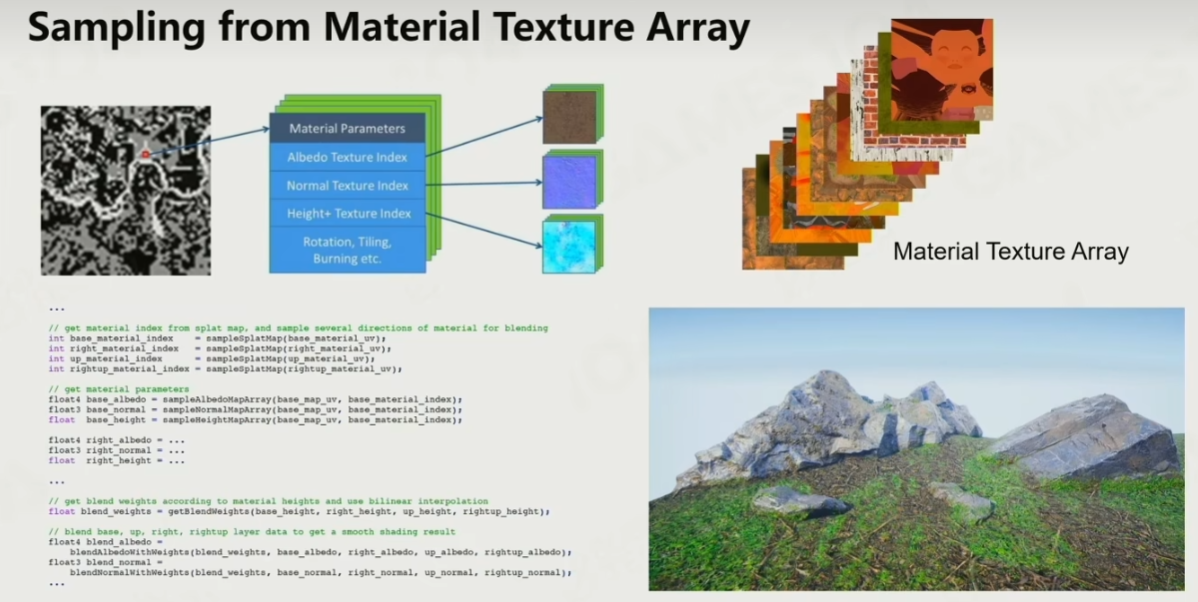 Sampling from Material Texture Array
Material Parameters
Albedo Texture Index
Normal Texture Index
Height+ Texture Index
Rotation, Tiling,
Burning etc.
Material Texture Array
...
// get material index from splat map, and sample several directions of material for blending
int base_material_index = sampleSplatMap(base_material_uv);
int right_material_index = sampleSplatMap(right_material_uv);
int up_material_index = sampleSplatMap(up_material_uv);
int rightup_material_index = sampleSplatMap(rightup_material_uv);
// get material parameters
float4 base_albedo = sampleAlbedoMapArray(base_map_uv, base_material_index);
float3 base_normal = sampleNormalMapArray(base_map_uv, base_material_index);
float base_height = sampleHeightMapArray(base_map_uv, base_material_index);
float4 right_albedo = ...
float3 right_normal = ...
float right_height = ...
...
// get blend weights according to material heights and use bilinear interpolation
float blend_weights = getBlendWeights(base_height, right_height, up_height, rightup_height);
// blend base, up, right, rightup layer data to get a smooth shading result
float4 blend_albedo =
blendAlbedoWithWeights(blend_weights, base_albedo, right_albedo, up_albedo, rightup_albedo);
float3 blend_normal =
blendNormalWithWeights(blend_weights, base_normal, right_normal, up_normal, rightup_normal);
...